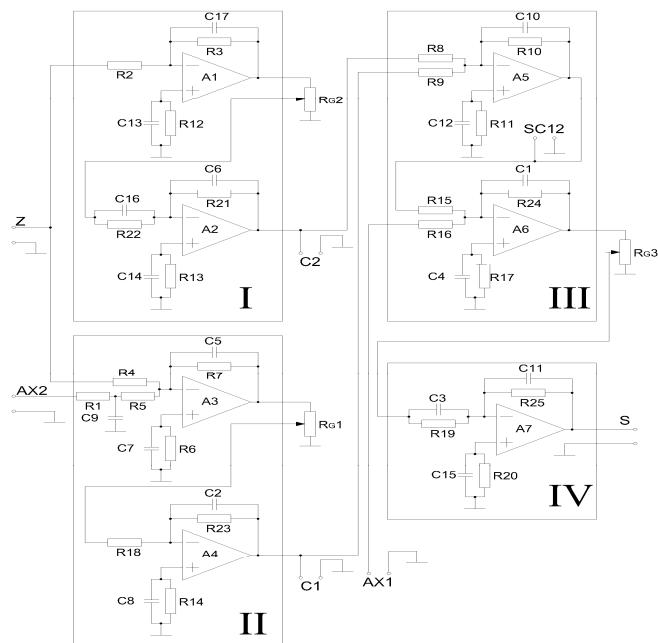 C17
R3
R2
A1
RG2
C13
R12
C16
C6
R21
R22
A2
C14
R13
C2
I
Z
AX2
R4
R1
R5
C9
C5
R7
A3
RG1
C7
R6
C2
R23
R18
A4
C8
R14
C1
II
C10
R8
R10
R9
A5
C12
R11
SC12
C1
R15
R24
R16
A6
RG3
C4
R17
III
C11
C3
R25
R19
A7
S
C15
R20
IV
AX1